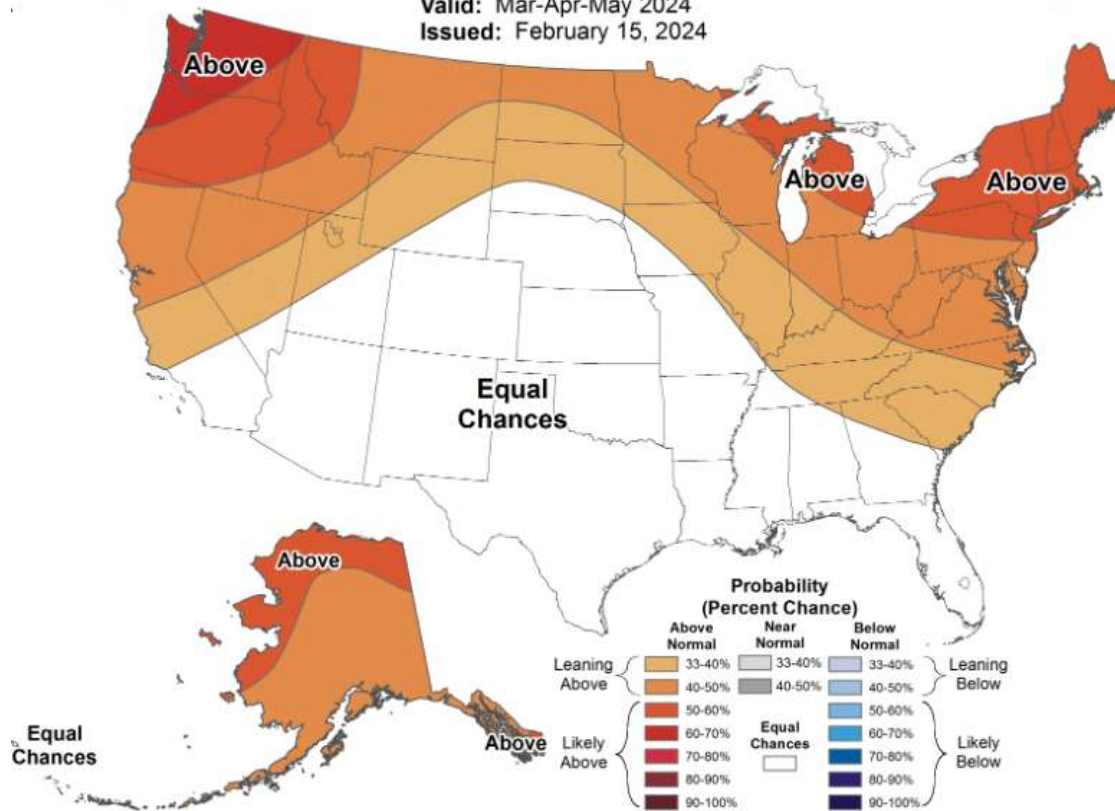 Valid: Mar-Apr-May 2024
Issued: February 15, 2024
Above
Above
Above
Equal
Chances
Above
Above
Equal
Chances
Probability
(Percent Chance)
Above
Normal
Near
Normal
Below
Normal
Leaning
Above
33-40%
33-40%
33-40%
Leaning
Below
40-50%
40-50%
40-50%
Likely
Above
50-60%
50-60%
60-70%
60-70%
70-80%
70-80%
80-90%
80-90%
90-100%
90-100%
Equal
Chances
Likely
Below